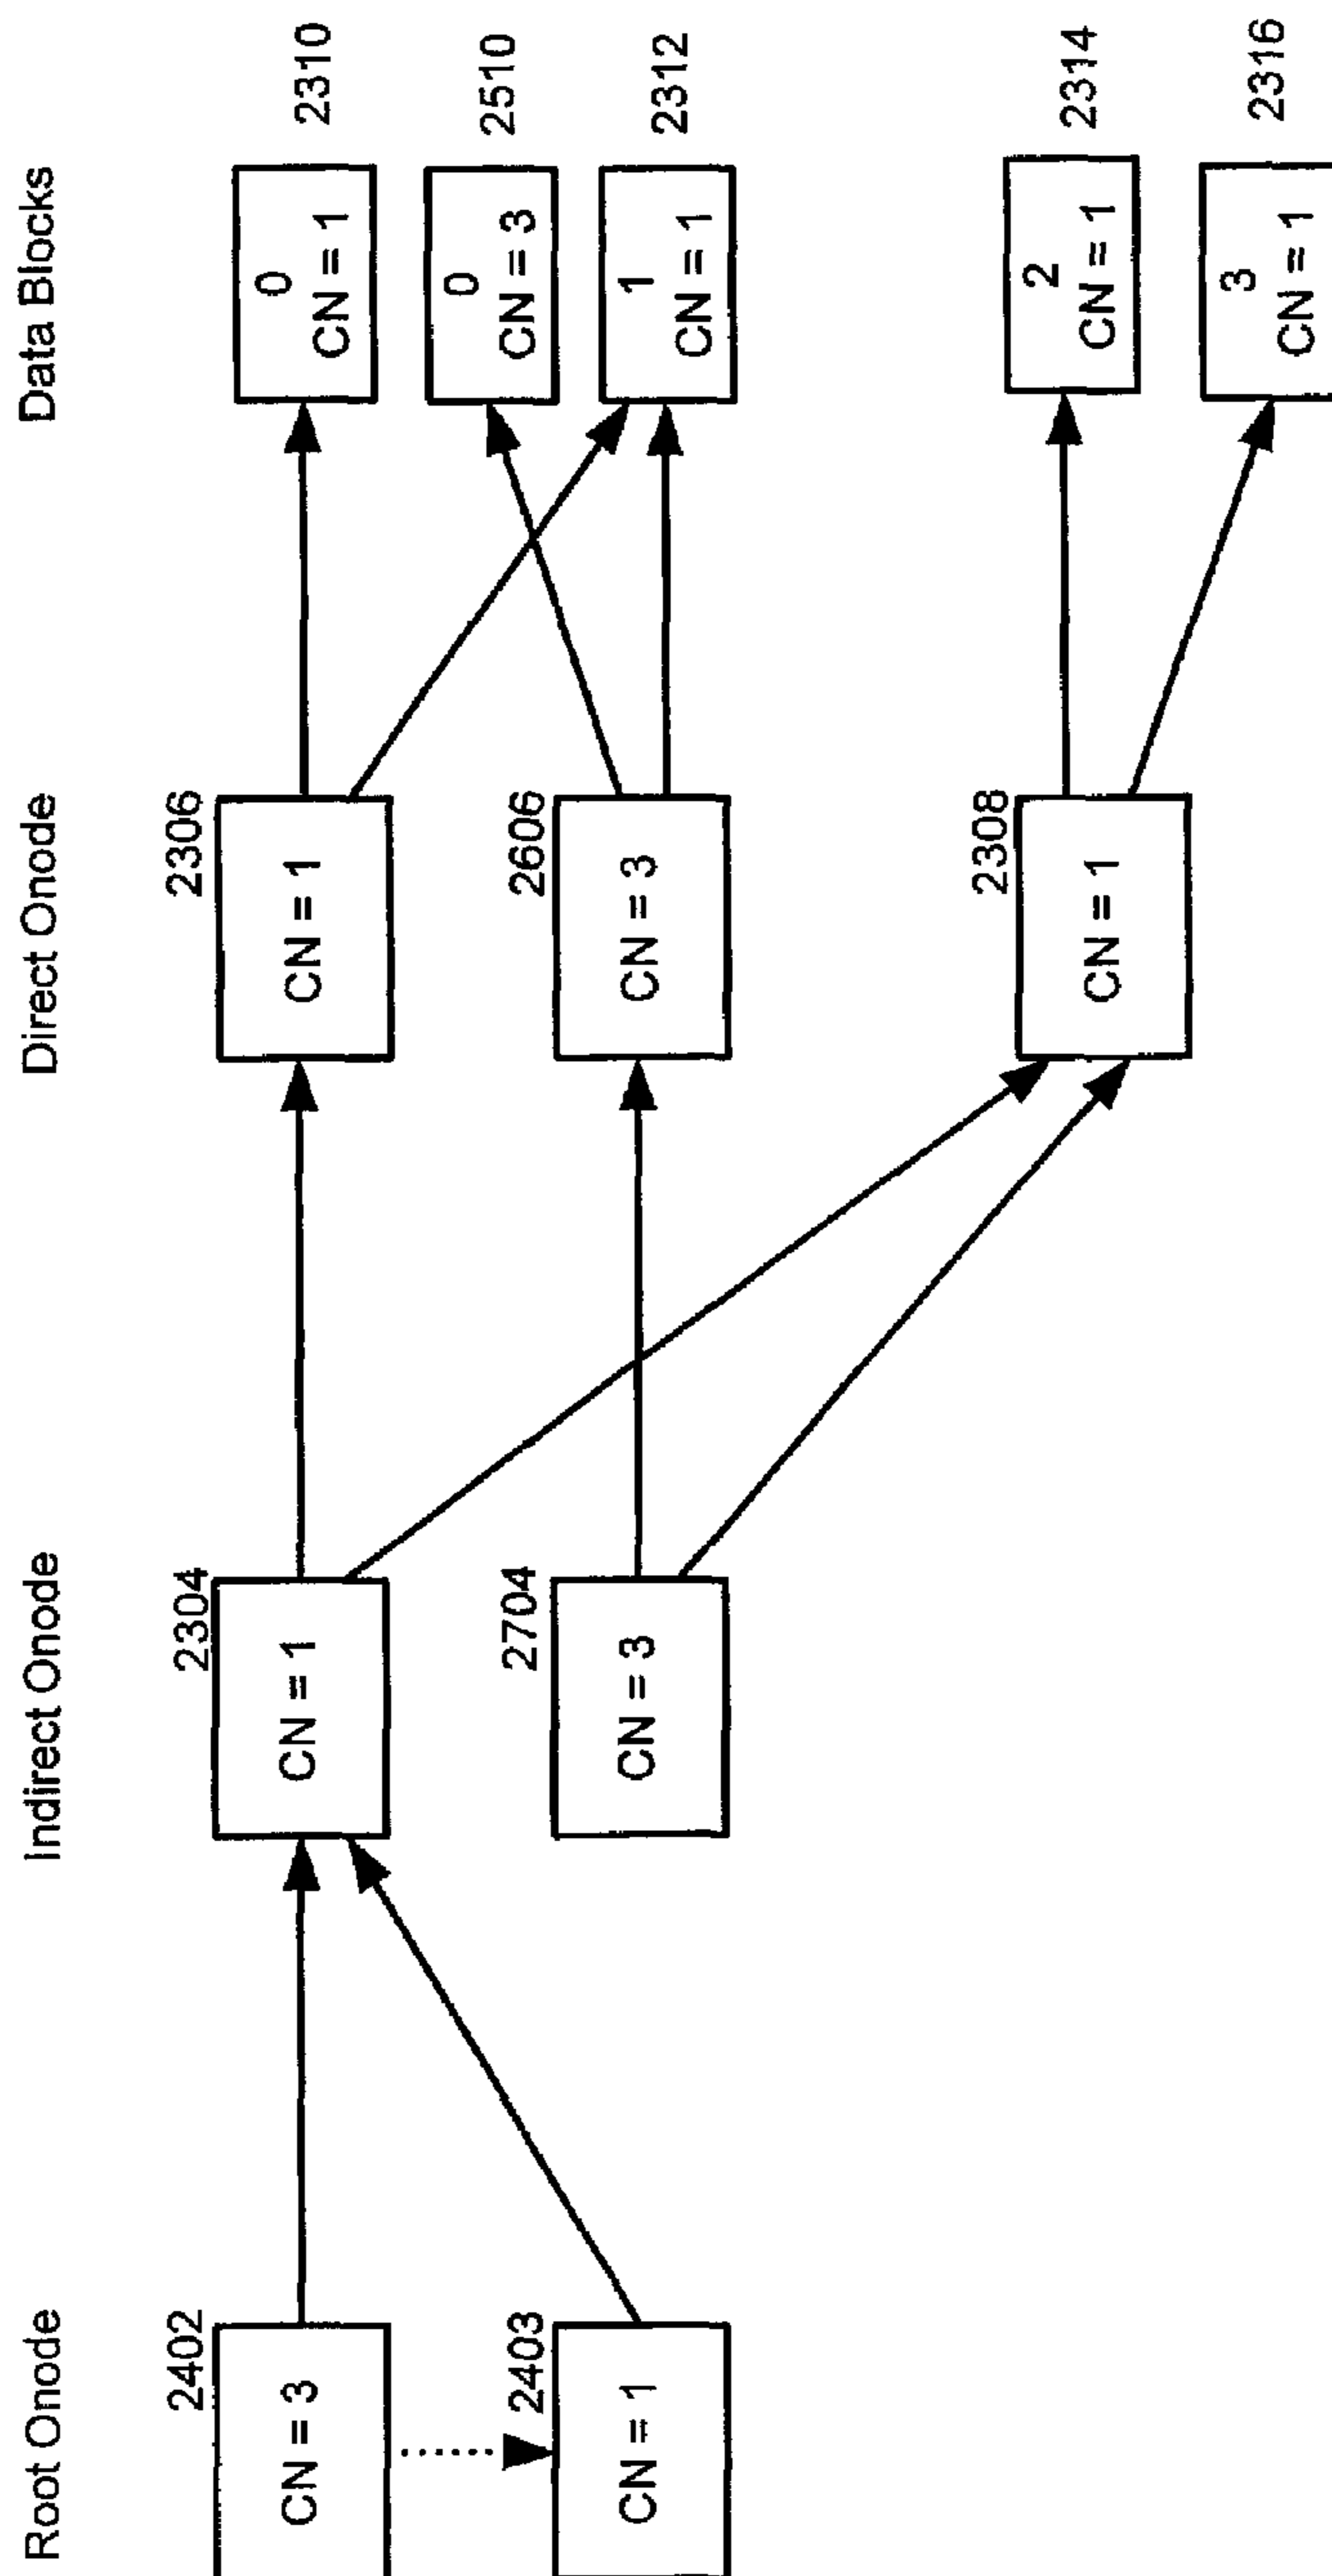 Root Onode
Indirect Onode
Direct Onode
Data Blocks
2402
CN = 3
2403
CN = 1
2304
CN = 1
2704
CN = 3
2306
CN = 1
2606
CN = 3
2308
CN = 1
0
CN = 1
2310
0
CN = 3
2510
1
CN = 1
2312
2
CN = 1
2314
3
CN = 1
2316